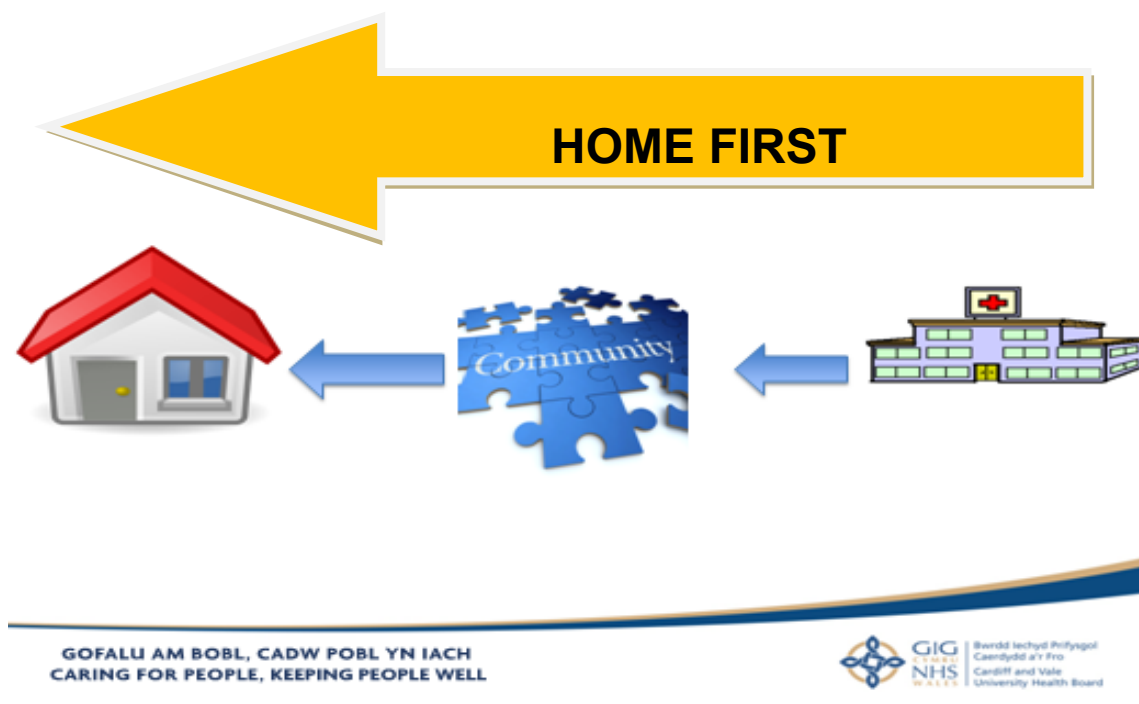 HOME FIRST
Community
GOFALU AM BOBL, CADW POBL YN IACH
CARING FOR PEOPLE, KEEPING PEOPLE WELL
GIG
CYMRU
NHS
WALES
Bwrdd Iechyd Prifysgol
Caerdydd a'r Fro
Cardiff and Vale
University Health Board